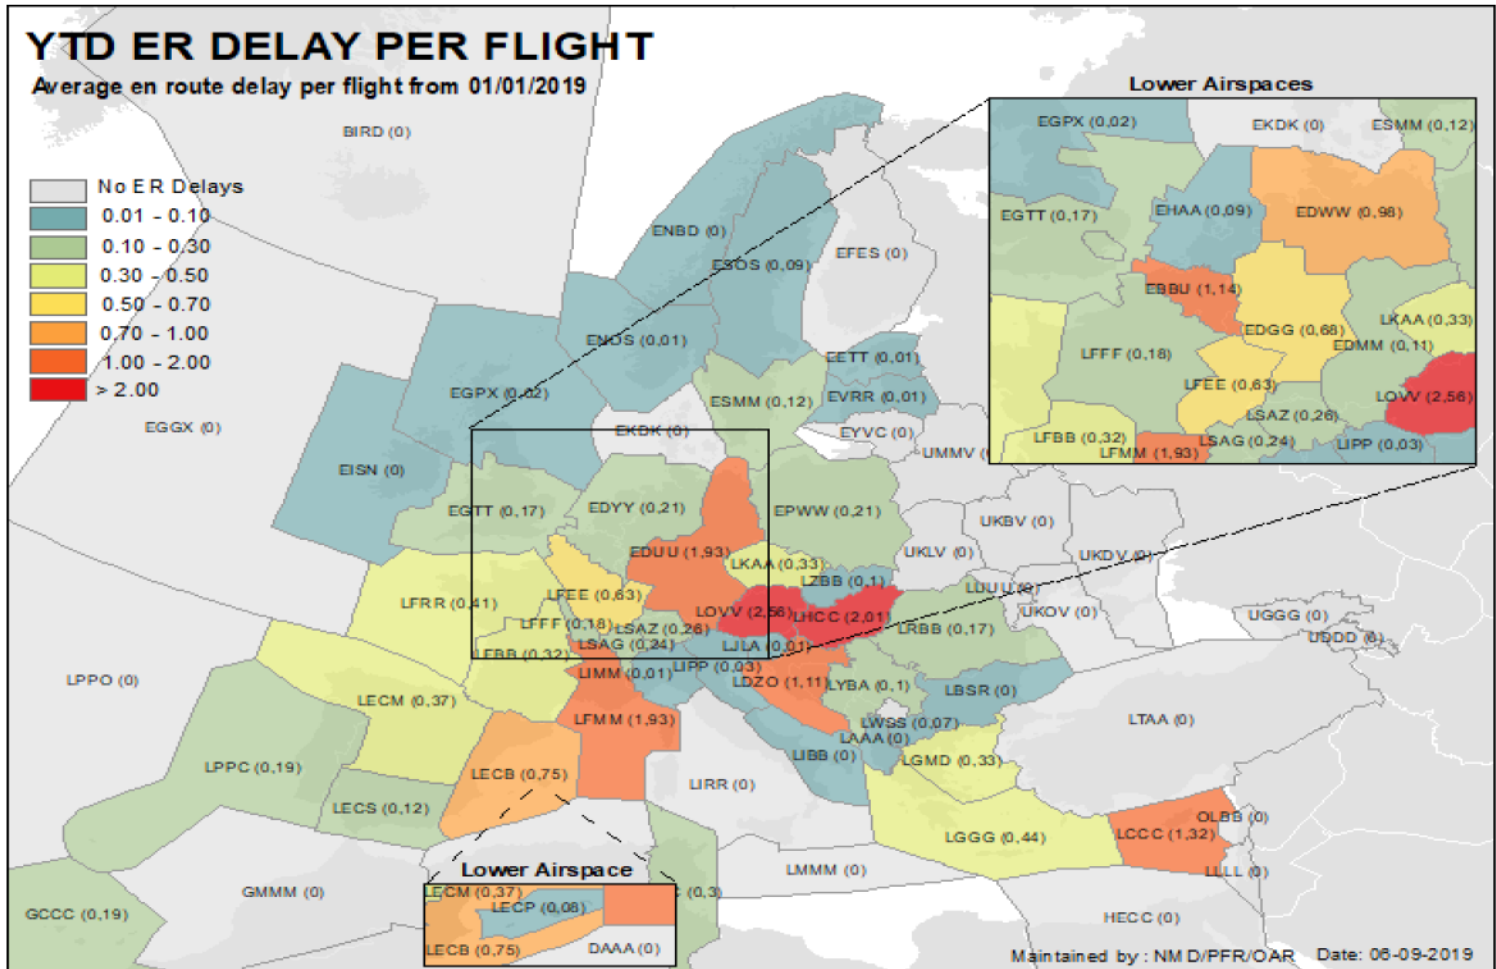 YTD ER DELAY PER FLIGHT
Average en route delay per flight from 01/01/2019
No ER Delays
0.01 - 0.10
0.10 - 0.30
0.30 - 0.50
0.50 - 0.70
0.70 - 1.00
1.00 - 2.00
> 2.00
Lower Airspaces
EGPX (0,02)
EKDK (0)
ESMM (0,12)
EGTT (0,17)
EHAA (0,09)
EDWW (0,98)
EBBU (1,14)
EDGG (0,68)
LKAA (0,33)
EDMM (0,11)
LFFF (0,18)
LFEE (0,63)
LOVV (2,56)
LSAZ (0,26)
LFBB (0,32)
LSAG (0,24)
LIPP (0,03)
LFMM (1,93)
BIRD (0)
ENBD (0)
ESOS (0,09)
EFES (0)
ENOS (0,01)
EETT (0,01)
EGPX (0,02)
EVRR (0,01)
ESMM (0,12)
EGGX (0)
EKDK (0)
EYVC (0)
UMMV (
EISN (0)
EGTT (0,17)
EDYY (0,21)
EPWW (0,21)
UKBV (0)
EDUU (1,93)
UKLV (0)
UKDV (0)
LKAA (0,33)
LZBB (0,1)
LFRR (0,41)
LFEE (0,63)
LOVV (2,56)
LHCC (2,01)
LUUU (0)
UKOV (0)
UGGG (0)
LFFF (0,18)
LSAZ (0,26)
LRBB (0,17)
UDDD (0)
LFBB (0,32)
LSAG (0,24)
LJLA (0,01)
LPPO (0)
LIMM (0,01)
LIPP (0,03)
LDZO (1,11)
LYBA (0,1)
LBSR (0)
LECM (0,37)
LFMM (1,93)
LWSS (0,07)
LTAA (0)
LAAA (0)
LIBB (0)
LPPC (0,19)
LECB (0,75)
LIRR (0)
LGMD (0,33)
LECS (0,12)
LGGG (0,44)
LCCC (1,32)
OLBB (0)
LMMM (0)
LLLL (0)
Lower Airspace
GMMM (0)
LECM (0,37)
C (0,3)
LECP (0,08)
GCCC (0,19)
LECB (0,75)
DAAA (0)
HECC (0)
Maintained by : NMD/PFR/OAR Date: 06-09-2019